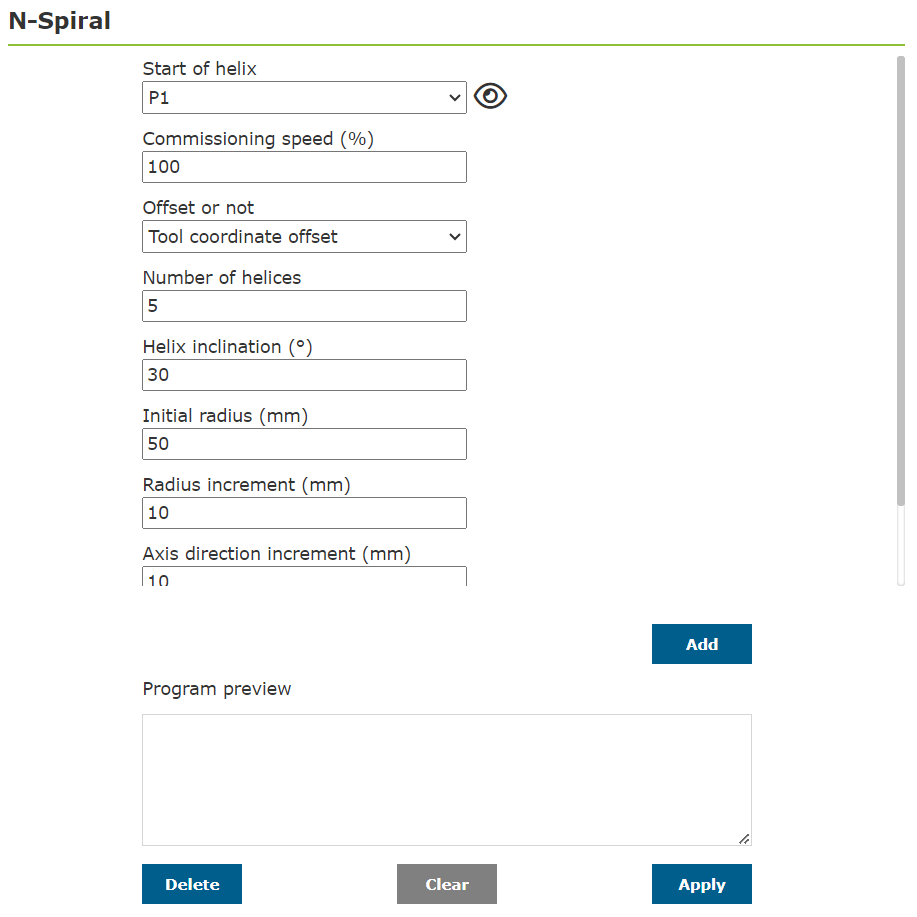 N-Spiral
Start of helix
P1
Commissioning speed (%)
100
Offset or not
Tool coordinate offset
Number of helices
5
Helix inclination (°)
30
Initial radius (mm)
50
Radius increment (mm)
10
Axis direction increment (mm)
10
Add
Program preview
Delete Clear Apply